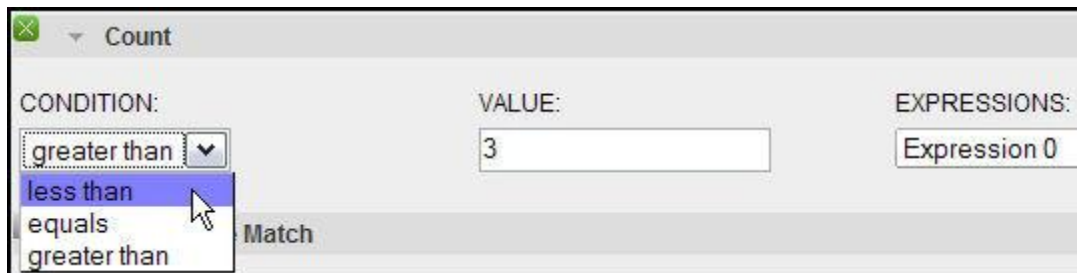 Count
CONDITION: VALUE: EXPRESSIONS:
greater than 3 Expression 0
less than
equals
Match
greater than